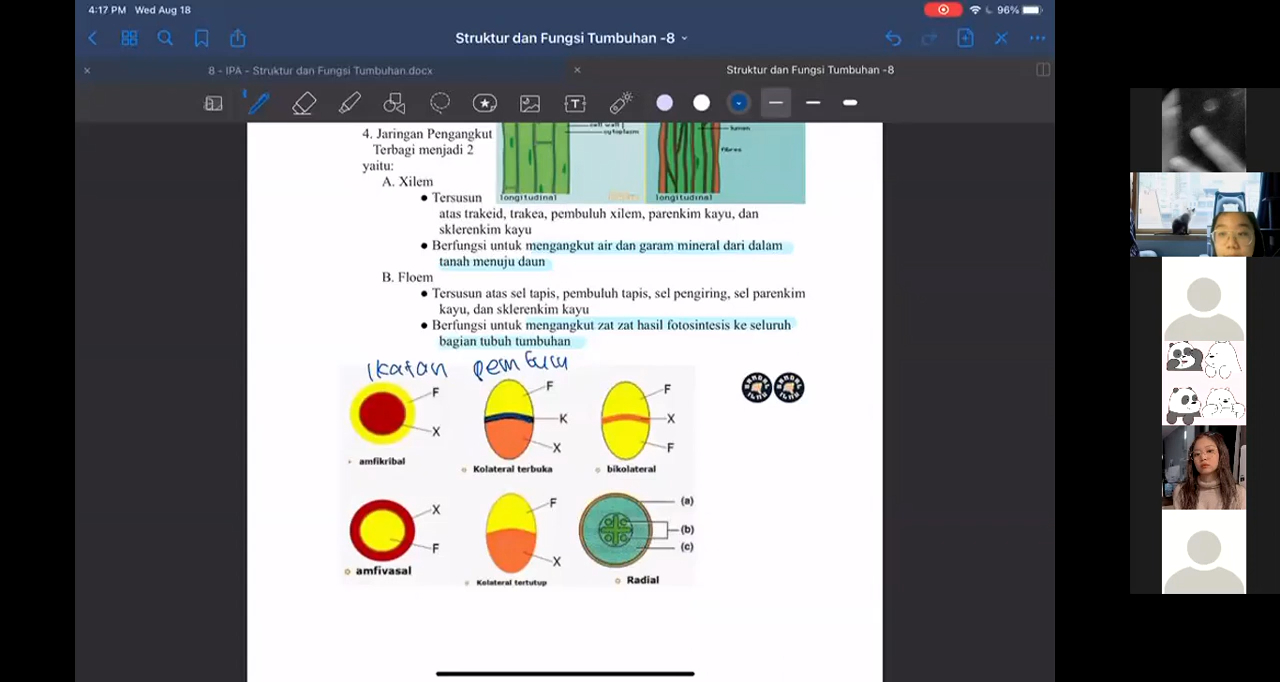 4:17 PM Wed Aug 18
96%
Struktur dan Fungsi Tumbuhan -8
8 - IPA - Struktur dan Fungsi Tumbuhan.docx
Struktur dan Fungsi Tumbuhan -8
4. Jaringan Pengangkut
Terbagi menjadi 2
yaitu:
cell wall
cytoplasm
lumen
fibres
longitudinal
longitudinal
A. Xilem
● Tersusun
atas trakeid, trakea, pembuluh xilem, parenkim kayu, dan
sklerenkim kayu
● Berfungsi untuk mengangkut air dan garam mineral dari dalam
tanah menuju daun
B. Floem
● Tersusun atas sel tapis, pembuluh tapis, sel pengiring, sel parenkim
kayu, dan sklerenkim kayu
● Berfungsi untuk mengangkut zat zat hasil fotosintesis ke seluruh
bagian tubuh tumbuhan
Ikatan
F
X
amfikribal
F
K
X
Kolateral terbuka
F
X
F
bikolateral
X
F
amfivasal
F
X
Kolateral tertutup
(a)
(b)
(c)
Radial